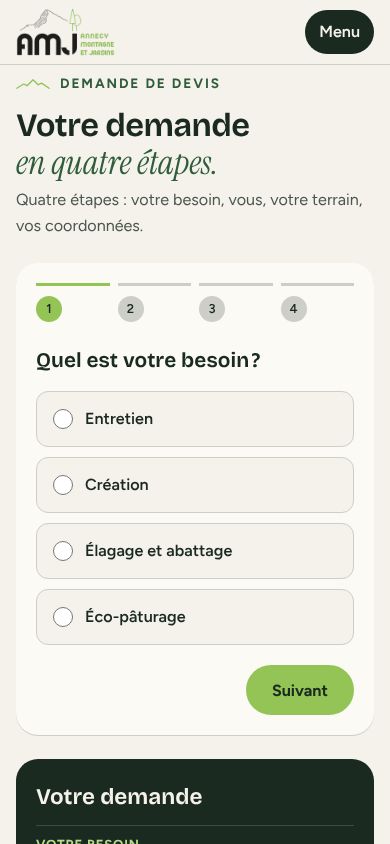 AMJ ANNECY
MONTAGNE
ET JARDINS
Menu
DEMANDE DE DEVIS
Votre demande
en quatre étapes.
Quatre étapes : votre besoin, vous, votre terrain,
vos coordonnées.
1 2 3 4
Quel est votre besoin ?
Entretien
Création
Élagage et abattage
Éco-pâturage
Suivant
Votre demande
VOTRE BESOIN